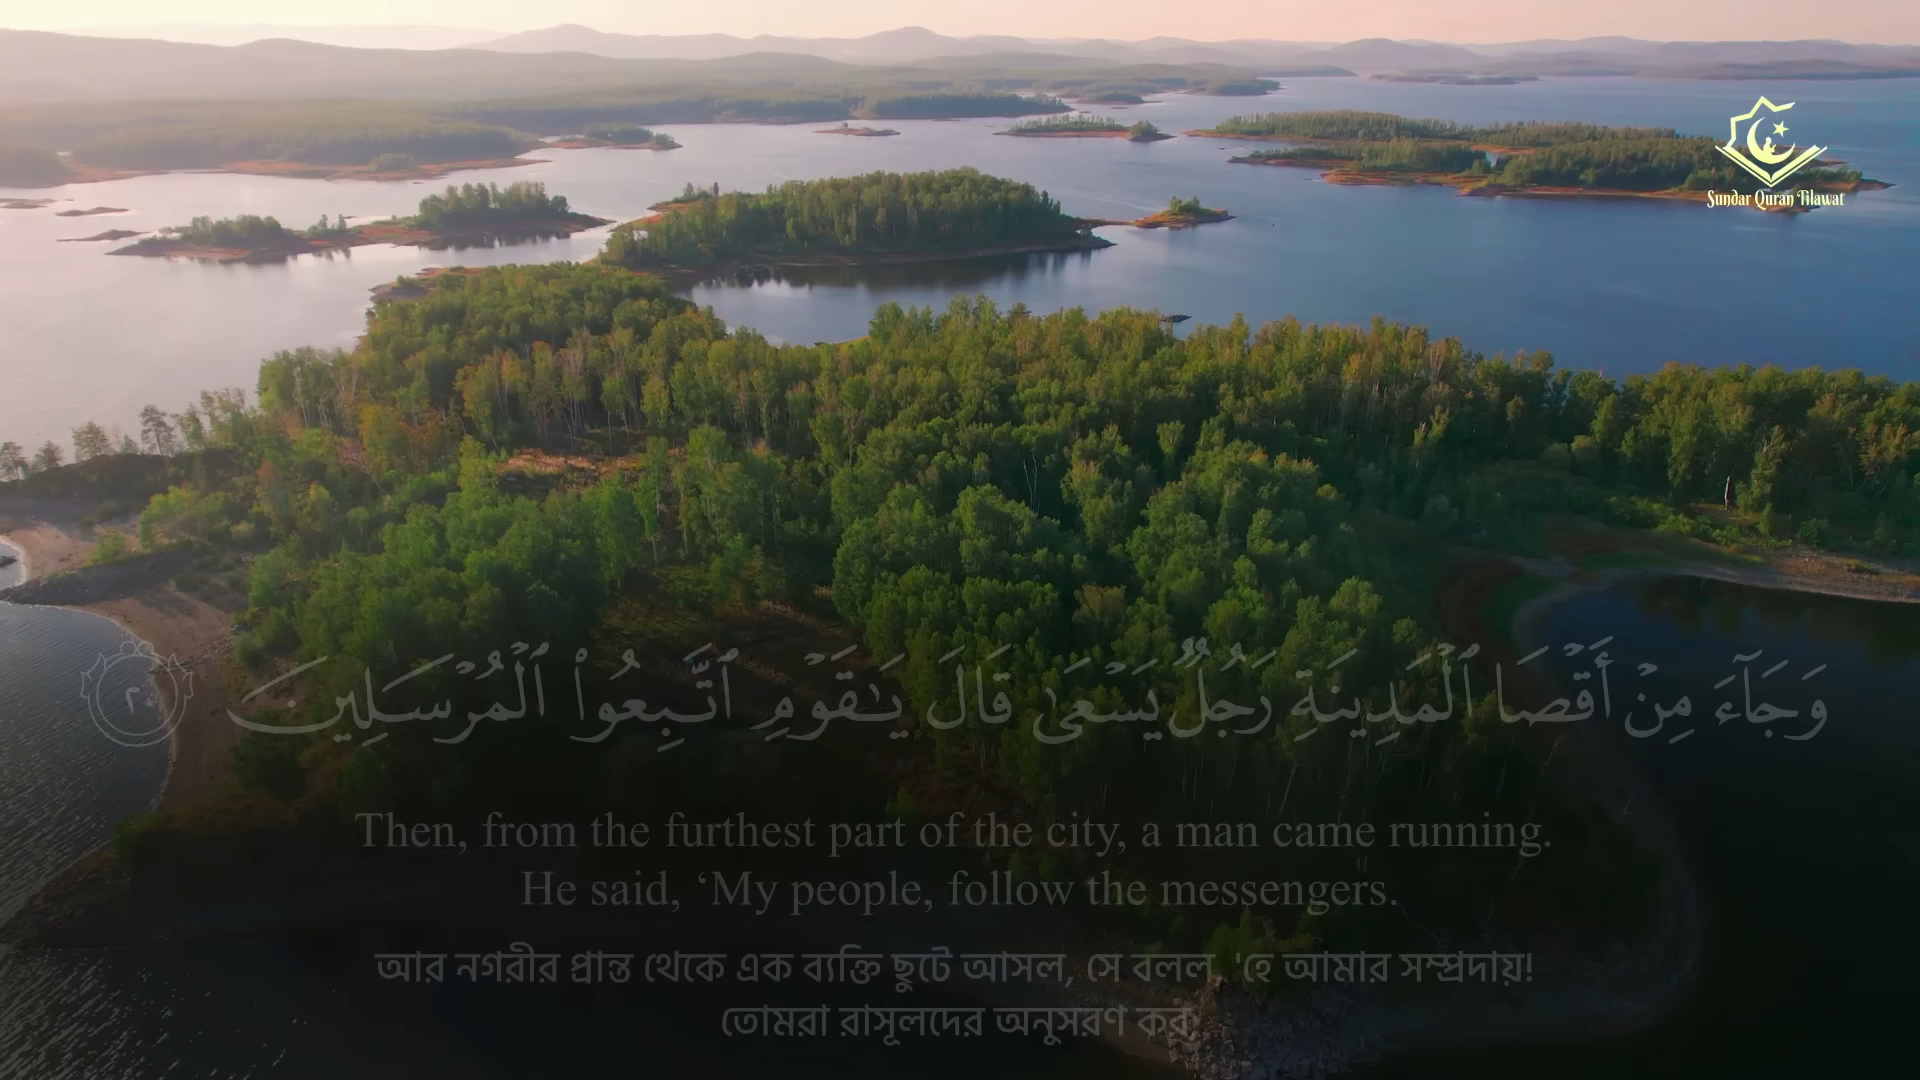 Sundar Quran Tilawat
وَجَآءَ مِنْ أَقْصَا ٱلْمَدِينَةِ رَجُلٌ يَسْعَىٰ قَالَ يَـٰقَوْمِ ٱتَّبِعُوا۟ ٱلْمُرْسَلِينَ ٢٠
Then, from the furthest part of the city, a man came running.
He said, ‘My people, follow the messengers.
আর নগরীর প্রান্ত থেকে এক ব্যক্তি ছুটে আসল, সে বলল, 'হে আমার সম্প্রদায়!
তোমরা রাসূলদের অনুসরণ কর